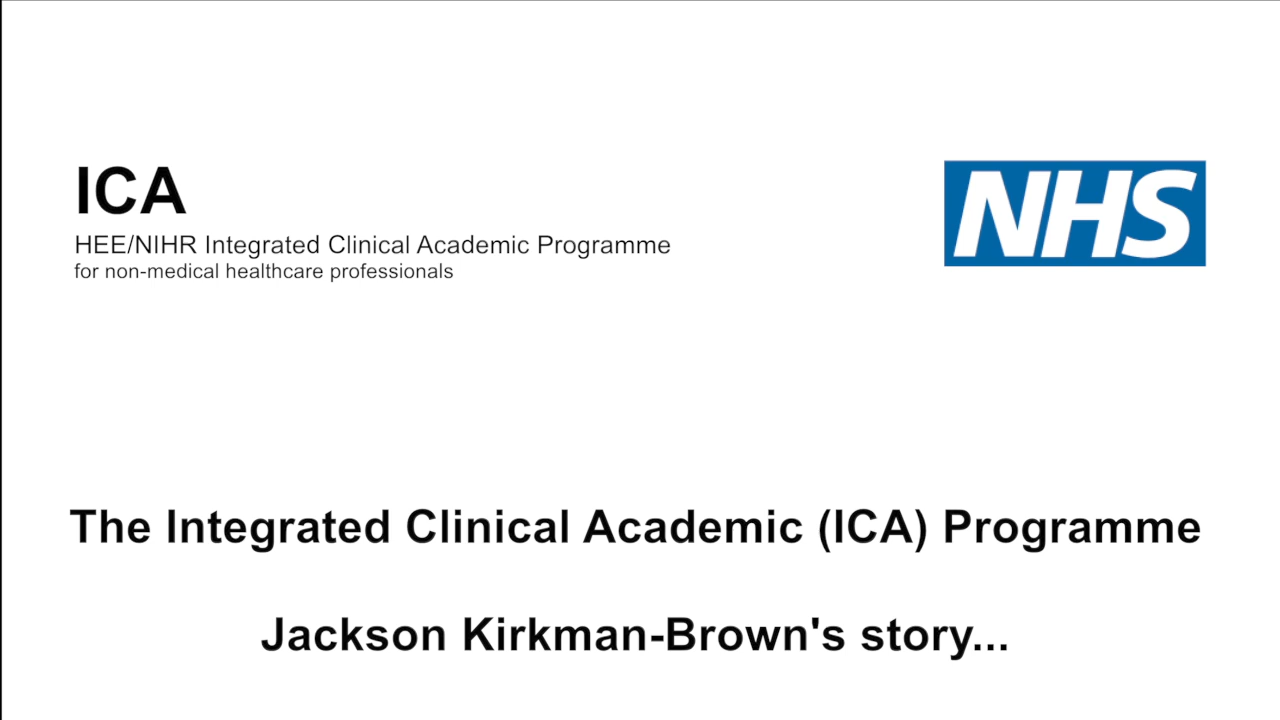 ICA
HEE/NIHR Integrated Clinical Academic Programme
for non-medical healthcare professionals
NHS
The Integrated Clinical Academic (ICA) Programme
Jackson Kirkman-Brown's story...